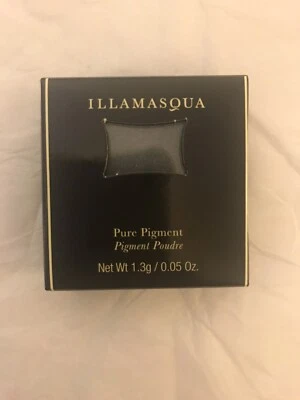 ILLAMASQUA
Pure Pigment
Pigment Poudre
Net Wt 1.3g / 0.05 Oz.